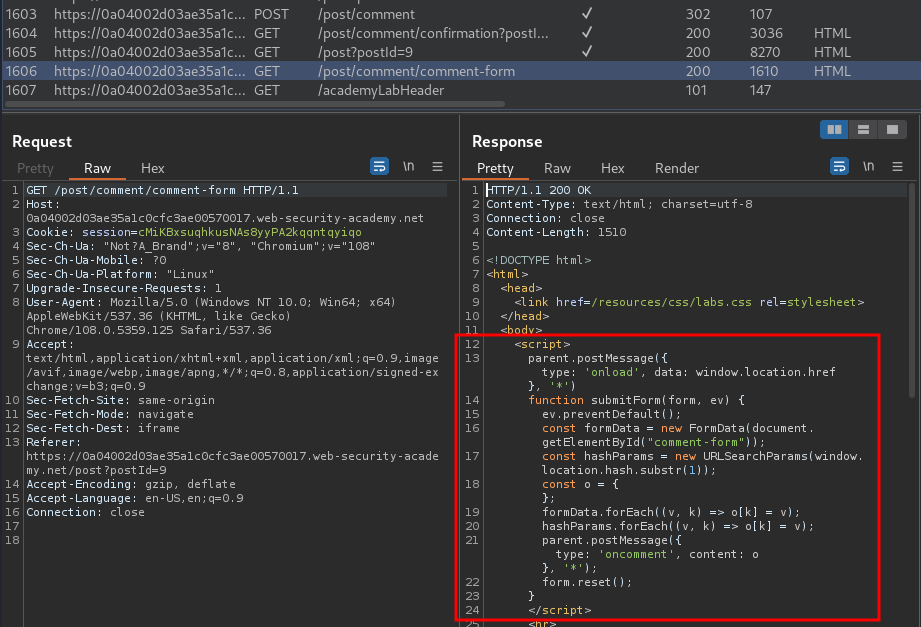 1603 https://0a04002d03ae35a1c... POST /post/comment ✓ 302 107
1604 https://0a04002d03ae35a1c... GET /post/comment/confirmation?postI... ✓ 200 3036 HTML
1605 https://0a04002d03ae35a1c... GET /post?postId=9 ✓ 200 8270 HTML
1606 https://0a04002d03ae35a1c... GET /post/comment/comment-form 200 1610 HTML
1607 https://0a04002d03ae35a1c... GET /academyLabHeader 101 147
Request
Pretty Raw Hex \n
1 GET /post/comment/comment-form HTTP/1.1
2 Host:
0a04002d03ae35a1c0cfc3ae00570017.web-security-academy.net
3 Cookie: session=cMiKBxsuqhkusNAs8yyPA2kqqntqyiqo
4 Sec-Ch-Ua: "Not?A_Brand";v="8", "Chromium";v="108"
5 Sec-Ch-Ua-Mobile: ?0
6 Sec-Ch-Ua-Platform: "Linux"
7 Upgrade-Insecure-Requests: 1
8 User-Agent: Mozilla/5.0 (Windows NT 10.0; Win64; x64)
AppleWebKit/537.36 (KHTML, like Gecko)
Chrome/108.0.5359.125 Safari/537.36
9 Accept:
text/html,application/xhtml+xml,application/xml;q=0.9,image
/avif,image/webp,image/apng,*/*;q=0.8,application/signed-ex
change;v=b3;q=0.9
10 Sec-Fetch-Site: same-origin
11 Sec-Fetch-Mode: navigate
12 Sec-Fetch-Dest: iframe
13 Referer:
https://0a04002d03ae35a1c0cfc3ae00570017.web-security-acade
my.net/post?postId=9
14 Accept-Encoding: gzip, deflate
15 Accept-Language: en-US,en;q=0.9
16 Connection: close
17
18
Response
Pretty Raw Hex Render \n
1 HTTP/1.1 200 OK
2 Content-Type: text/html; charset=utf-8
3 Connection: close
4 Content-Length: 1510
5
6 <!DOCTYPE html>
7 <html>
8 <head>
9 <link href=/resources/css/labs.css rel=stylesheet>
10 </head>
11 <body>
12 <script>
13 parent.postMessage({
type: 'onload', data: window.location.href
}, '*')
14 function submitForm(form, ev) {
15 ev.preventDefault();
16 const formData = new FormData(document.
getElementById("comment-form"));
17 const hashParams = new URLSearchParams(window.
location.hash.substr(1));
18 const o = {
};
19 formData.forEach((v, k) => o[k] = v);
20 hashParams.forEach((v, k) => o[k] = v);
21 parent.postMessage({
type: 'oncomment', content: o
}, '*');
22 form.reset();
23 }
24 </script>
25 <hr>